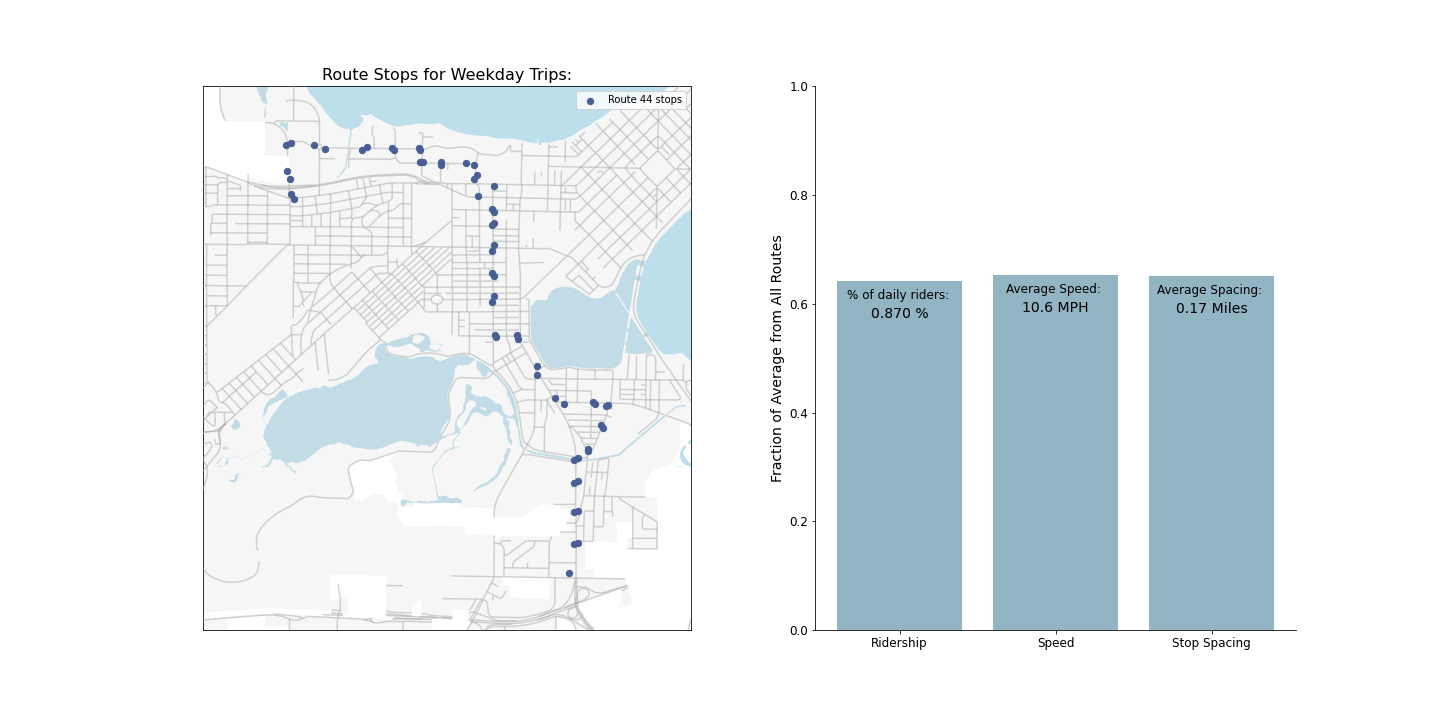 Route Stops for Weekday Trips:
Route 44 stops
Fraction of Average from All Routes
1.0
0.8
0.6
0.4
0.2
0.0
% of daily riders:
0.870 %
Average Speed:
10.6 MPH
Average Spacing:
0.17 Miles
Ridership
Speed
Stop Spacing